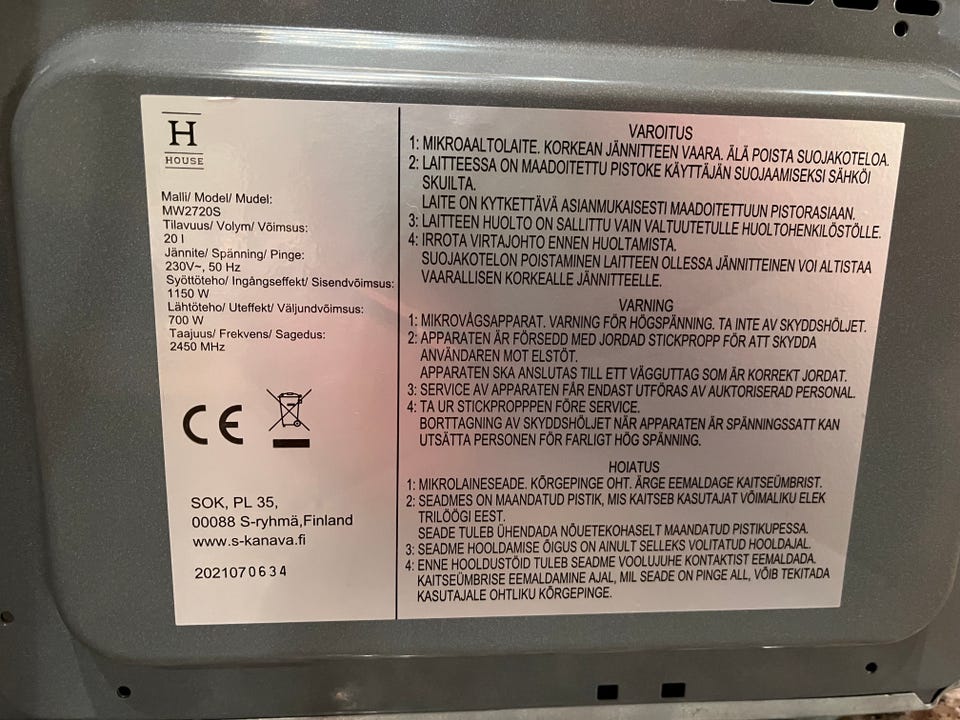 H
HOUSE
Malli/ Model/ Mudel:
MW2720S
Tilavuus/ Volym/ Võimsus:
20 l
Jännite/ Spänning/ Pinge:
230V~, 50 Hz
Syöttöteho/ Ingångseffekt/ Sisendvõimsus:
1150 W
Lähtöteho/ Uteffekt/ Väljundvõimsus:
700 W
Taajuus/ Frekvens/ Sagedus:
2450 MHz
CE
SOK, PL 35,
00088 S-ryhmä,Finland
www.s-kanava.fi
2021070634
VAROITUS
1: MIKROAALTOLAITE. KORKEAN JÄNNITTEEN VAARA. ÄLÄ POISTA SUOJAKOTELOA.
2: LAITTEESSA ON MAADOITETTU PISTOKE KÄYTTÄJÄN SUOJAAMISEKSI SÄHKÖI
SKUILTA.
LAITE ON KYTKETTÄVÄ ASIANMUKAISESTI MAADOITETTUUN PISTORASIAAN.
3: LAITTEEN HUOLTO ON SALLITTU VAIN VALTUUTETULLE HUOLTOHENKILÖSTÖLLE.
4: IRROTA VIRTAJOHTO ENNEN HUOLTAMISTA.
SUOJAKOTELON POISTAMINEN LAITTEEN OLLESSA JÄNNITTEINEN VOI ALTISTAA
VAARALLISEN KORKEALLE JÄNNITTEELLE.
VARNING
1: MIKROVÅGSAPPARAT. VARNING FÖR HÖGSPÄNNING. TA INTE AV SKYDDSHÖLJET.
2: APPARATEN ÄR FÖRSEDD MED JORDAD STICKPROPP FÖR ATT SKYDDA
ANVÄNDAREN MOT ELSTÖT.
APPARATEN SKA ANSLUTAS TILL ETT VÄGGUTTAG SOM ÄR KORREKT JORDAT.
3: SERVICE AV APPARATEN FÅR ENDAST UTFÖRAS AV AUKTORISERAD PERSONAL.
4: TA UR STICKPROPPPEN FÖRE SERVICE.
BORTTAGNING AV SKYDDSHÖLJET NÄR APPARATEN ÄR SPÄNNINGSSATT KAN
UTSÄTTA PERSONEN FÖR FARLIGT HÖG SPÄNNING.
HOIATUS
1: MIKROLAINESEADE. KÕRGEPINGE OHT. ÄRGE EEMALDAGE KAITSEÜMBRIST.
2: SEADMES ON MAANDATUD PISTIK, MIS KAITSEB KASUTAJAT VÕIMALIKU ELEK
TRILÖÖGI EEST.
SEADE TULEB ÜHENDADA NÕUETEKOHASELT MAANDATUD PISTIKUPESSA.
3: SEADME HOOLDAMISE ÕIGUS ON AINULT SELLEKS VOLITATUD HOOLDAJAL.
4: ENNE HOOLDUSTÖID TULEB SEADME VOOLUJUHE KONTAKTIST EEMALDADA.
KAITSEÜMBRISE EEMALDAMINE AJAL, MIL SEADE ON PINGE ALL, VÕIB TEKITADA
KASUTAJALE OHTLIKU KÕRGEPINGE.